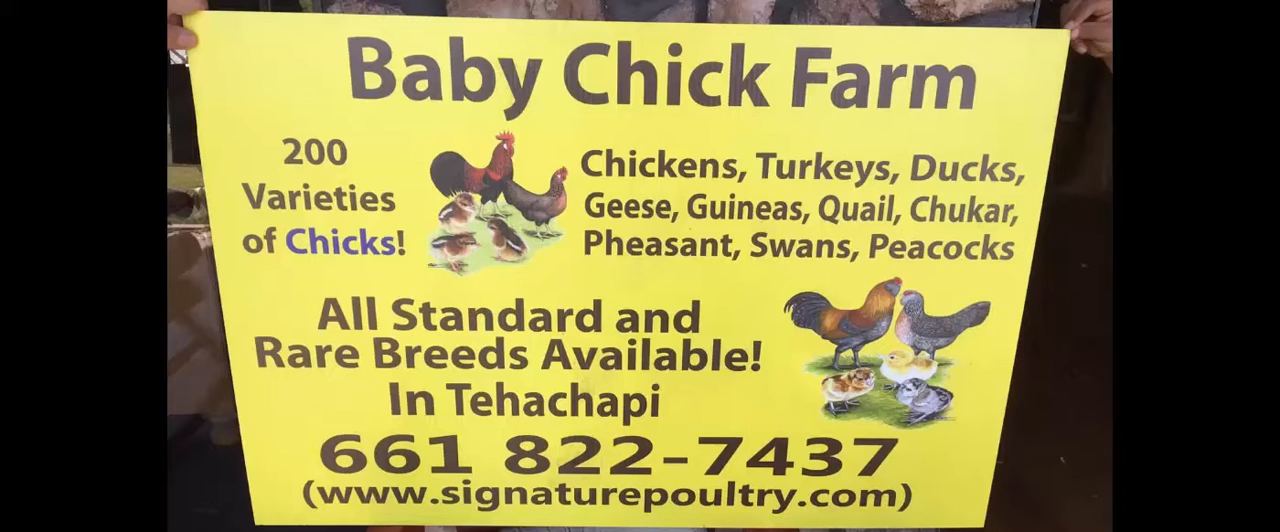 Baby Chick Farm
200
Varieties
of Chicks!
Chickens, Turkeys, Ducks,
Geese, Guineas, Quail, Chukar,
Pheasant, Swans, Peacocks
All Standard and
Rare Breeds Available!
In Tehachapi
661 822-7437
(www.signaturepoultry.com)